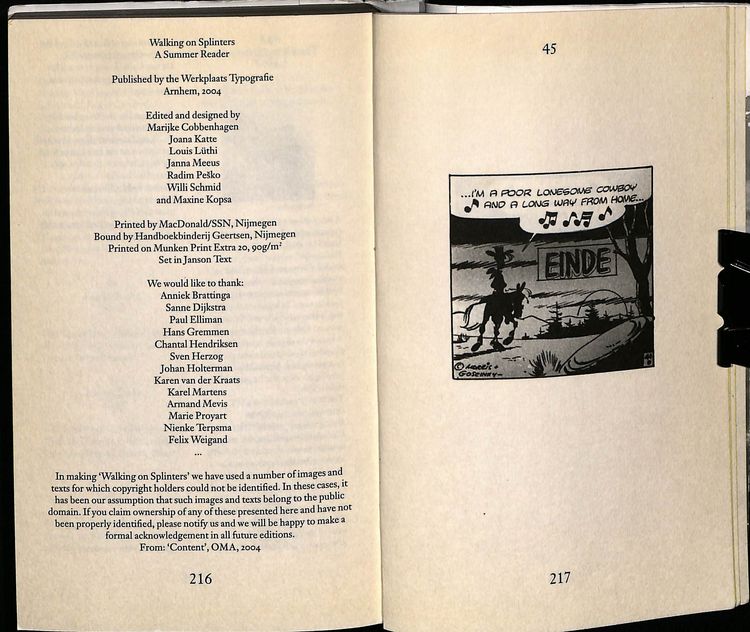 Walking on Splinters
A Summer Reader
Published by the Werkplaats Typografie
Arnhem, 2004
Edited and designed by
Marijke Cobbenhagen
Joana Katte
Louis Lüthi
Janna Meeus
Radim Peško
Willi Schmid
and Maxine Kopsa
Printed by MacDonald/SSN, Nijmegen
Bound by Handboekbinderij Geertsen, Nijmegen
Printed on Munken Print Extra 20, 90g/m²
Set in Janson Text
We would like to thank:
Anniek Brattinga
Sanne Dijkstra
Paul Elliman
Hans Gremmen
Chantal Hendriksen
Sven Herzog
Johan Holterman
Karen van der Kraats
Karel Martens
Armand Mevis
Marie Proyart
Nienke Terpsma
Felix Weigand
...
In making ‘Walking on Splinters’ we have used a number of images and
texts for which copyright holders could not be identified. In these cases, it
has been our assumption that such images and texts belong to the public
domain. If you claim ownership of any of these presented here and have not
been properly identified, please notify us and we will be happy to make a
formal acknowledgement in all future editions.
From: ‘Content’, OMA, 2004
216
45
...I'M A POOR LONESOME COWBOY
AND A LONG WAY FROM HOME...
EINDE
© MORRIS +
GOSCINNY–
217